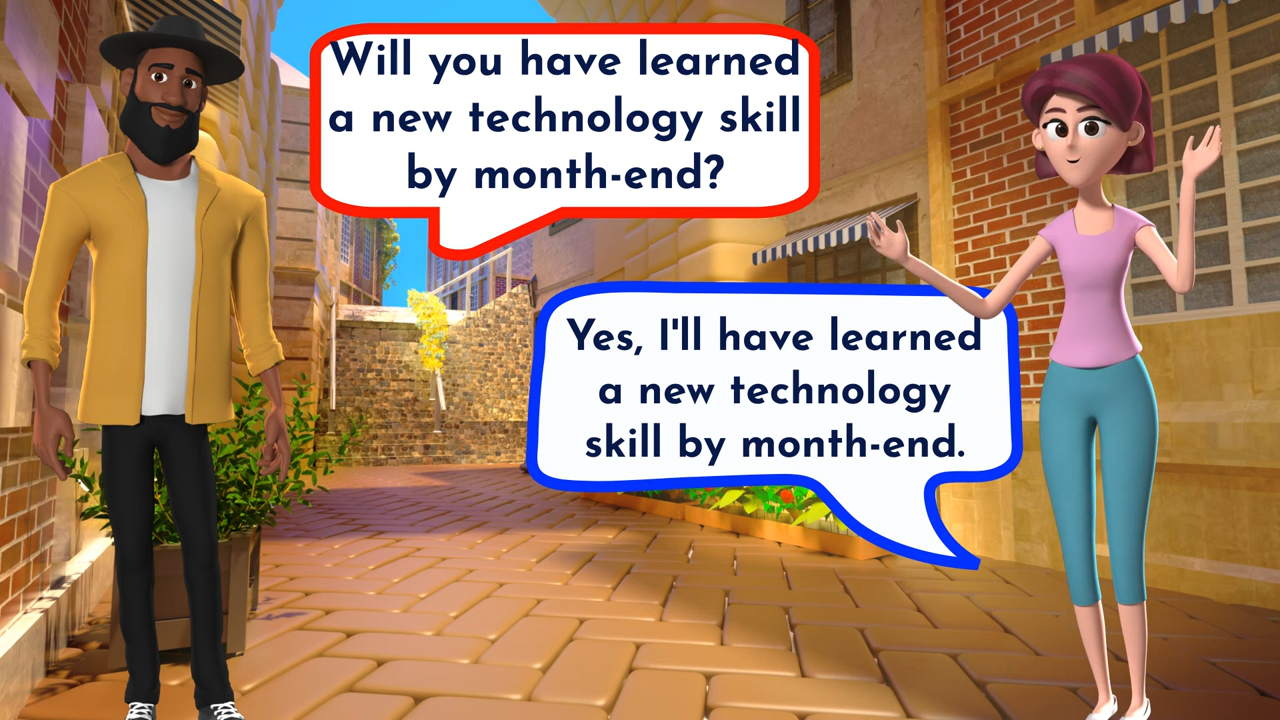 Will you have learned
a new technology skill
by month-end?
Yes, I'll have learned
a new technology
skill by month-end.